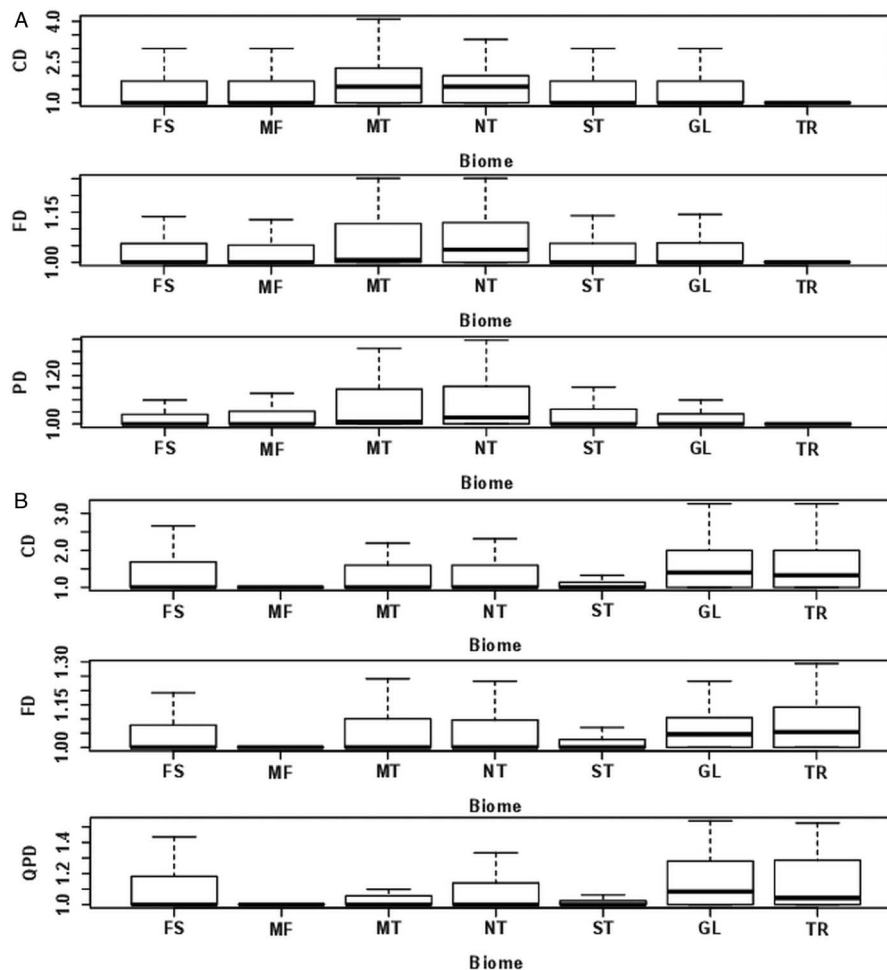 A
CD
4.0
2.5
1.0
FS MF MT NT ST GL TR
Biome
FD
1.15
1.00
FS MF MT NT ST GL TR
Biome
PD
1.20
1.00
FS MF MT NT ST GL TR
Biome
B
CD
3.0
2.0
1.0
FS MF MT NT ST GL TR
Biome
FD
1.30
1.15
1.00
FS MF MT NT ST GL TR
Biome
QPD
1.4
1.2
1.0
FS MF MT NT ST GL TR
Biome